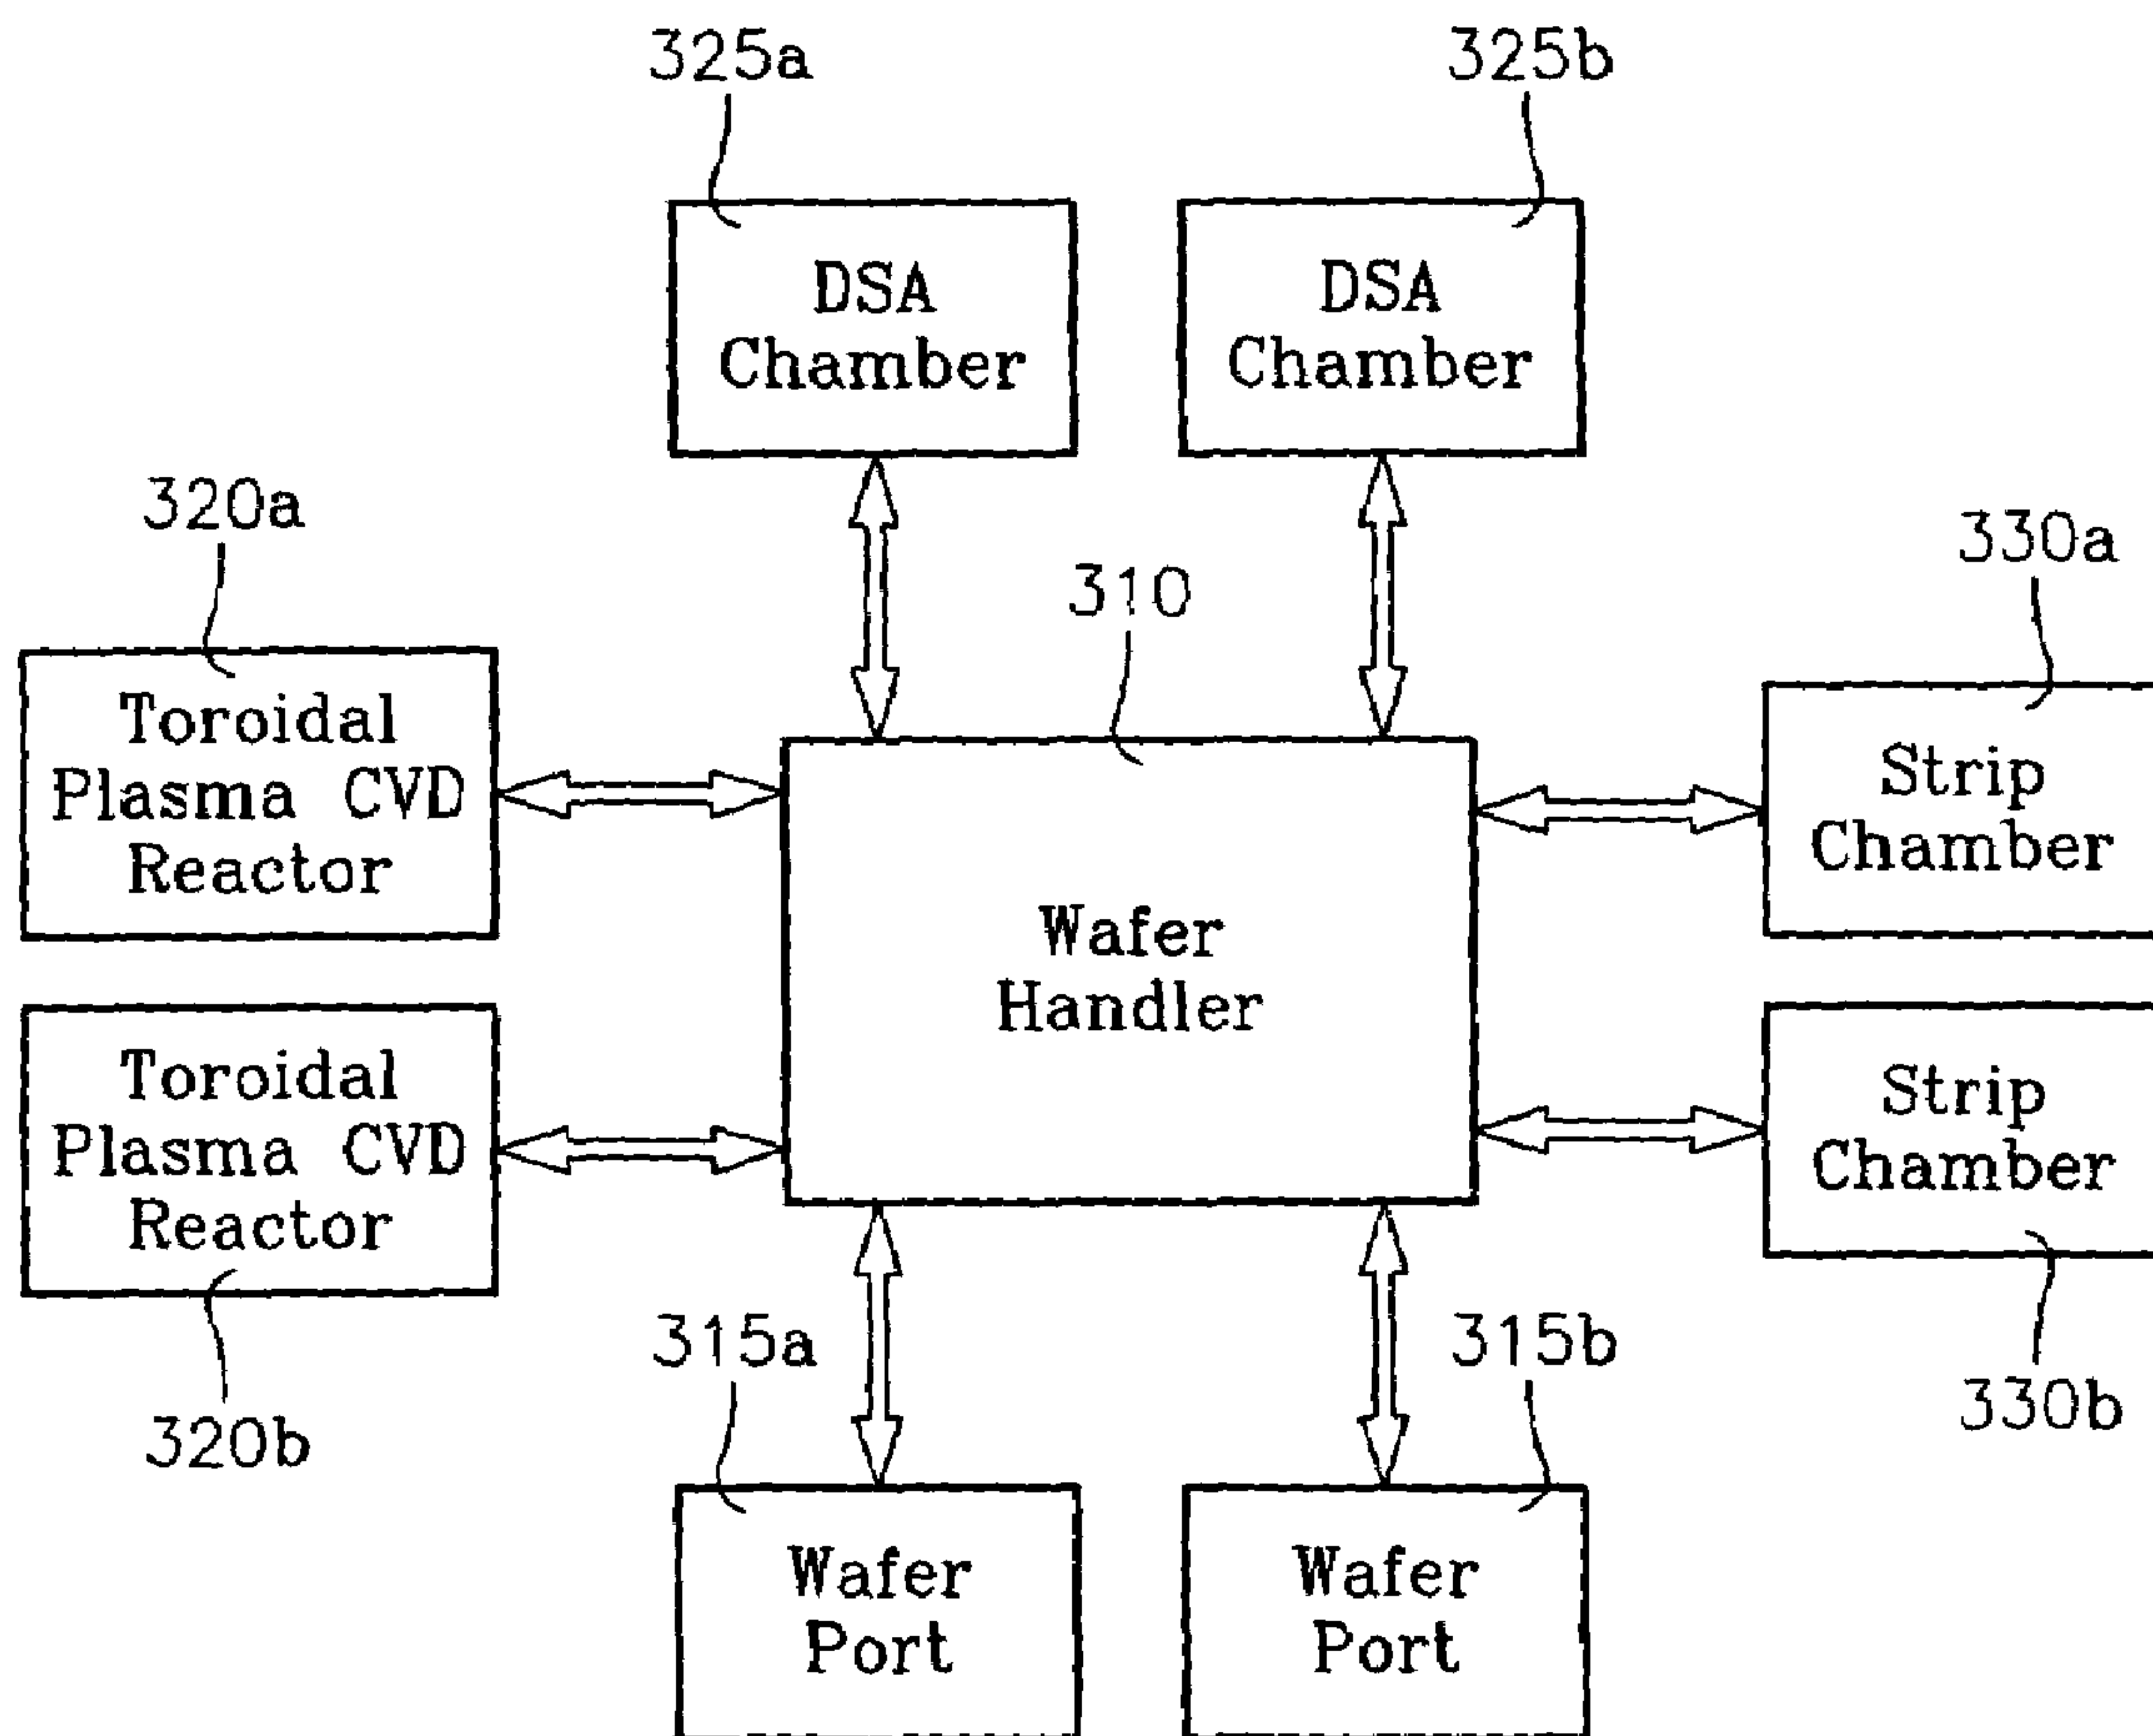 325a
325b
DSA
Chamber
DSA
Chamber
320a
310
330a
Toroidal
Plasma CVD
Reactor
Strip
Chamber
Wafer
Handler
Toroidal
Plasma CVD
Reactor
Strip
Chamber
315a
315b
320b
330b
Wafer
Port
Wafer
Port